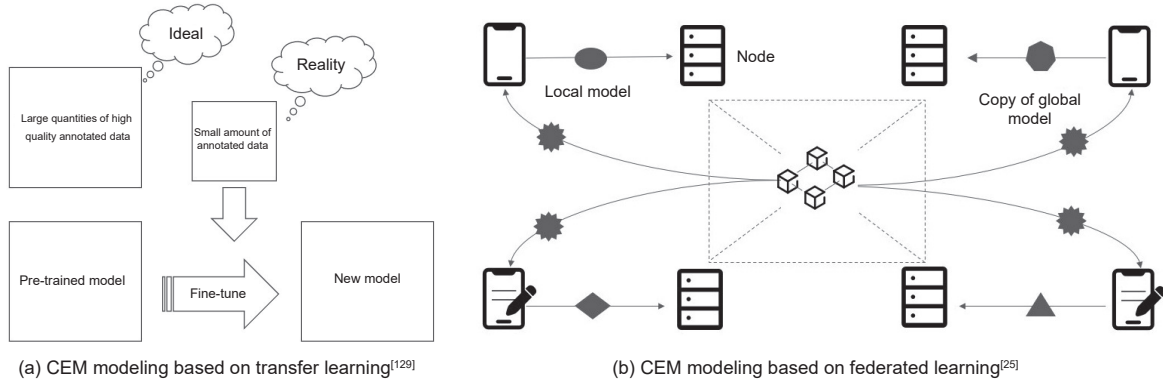 Ideal
Reality
Large quantities of high
quality annotated data
Small amount of
annotated data
Pre-trained model
Fine-tune
New model
(a) CEM modeling based on transfer learning[129]
Node
Local model
Copy of global
model
(b) CEM modeling based on federated learning[25]